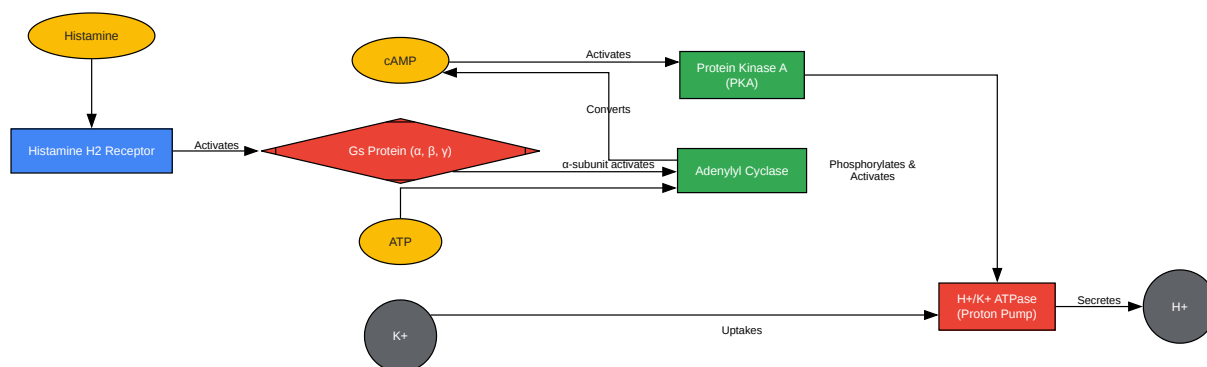 Histamine
cAMP
Activates
Protein Kinase A
(PKA)
Converts
Histamine H2 Receptor
Activates
Gs Protein (α, β, γ)
α-subunit activates
Adenylyl Cyclase
Phosphorylates &
Activates
ATP
H+/K+ ATPase
(Proton Pump)
Secretes
H+
K+
Uptakes